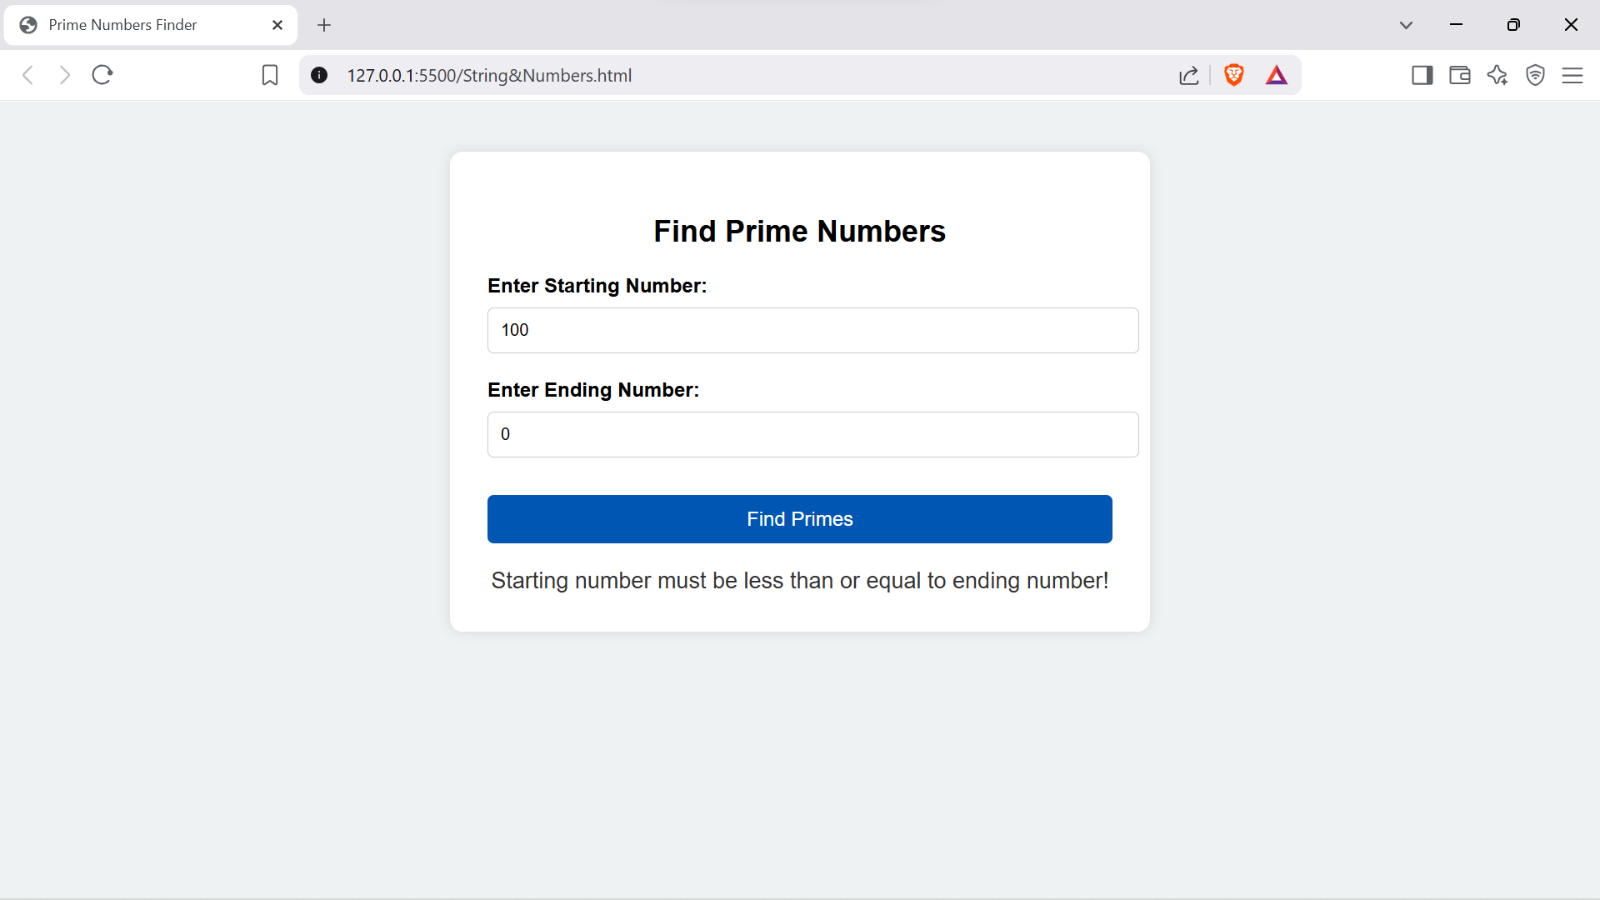 Prime Numbers Finder
127.0.0.1:5500/String&Numbers.html
Find Prime Numbers
Enter Starting Number:
100
Enter Ending Number:
0
Find Primes
Starting number must be less than or equal to ending number!